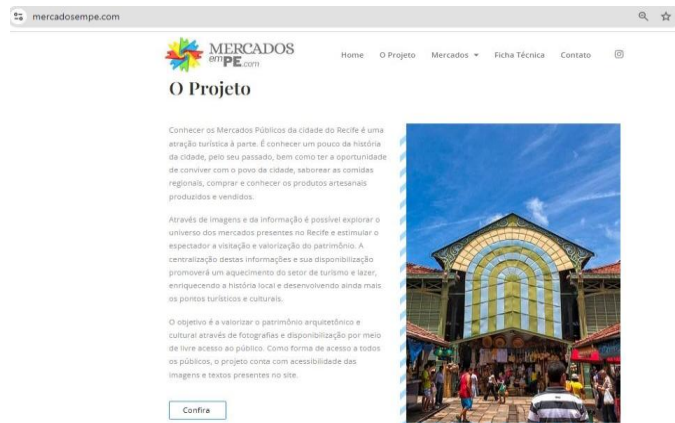 mercadosempe.com
MERCADOS
emPE.com
Home O Projeto Mercados Ficha Técnica Contato
O Projeto
Conhecer os Mercados Públicos da cidade do Recife é uma
atração turística à parte. É conhecer um pouco da história
da cidade, pelo seu passado, bem como ter a oportunidade
de conviver com o povo da cidade, saborear as comidas
regionais, comprar e conhecer os produtos artesanais
produzidos e vendidos.
Através de imagens e da informação é possível explorar o
universo dos mercados presentes no Recife e estimular o
espectador a visitação e valorização do patrimônio. A
centralização destas informações e sua disponibilização
promoverá um aquecimento do setor de turismo e lazer,
enriquecendo a história local e desenvolvendo ainda mais
os pontos turísticos e culturais.
O objetivo é a valorizar o patrimônio arquitetônico e
cultural através de fotografias e disponibilização por meio
de livre acesso ao público. Como forma de acesso a todos
os públicos, o projeto conta com acessibilidade das
imagens e textos presentes no site.
Confira